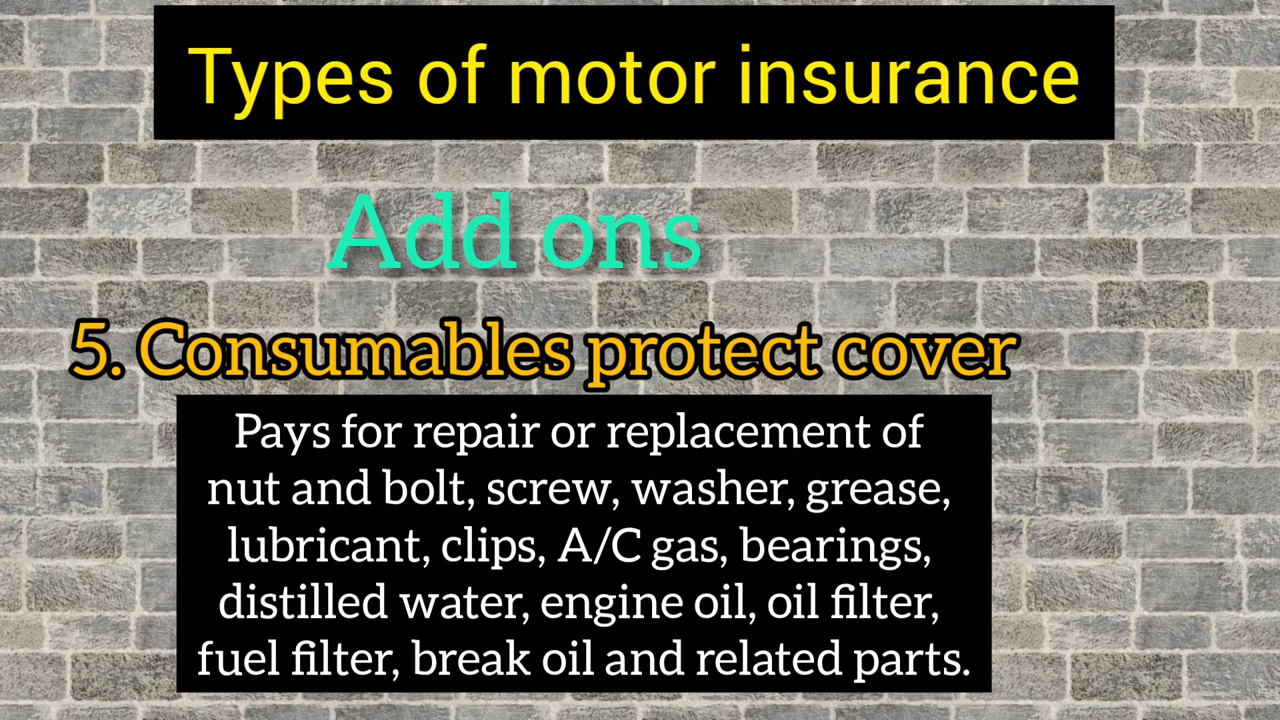 Types of motor insurance
Add ons
5. Consumables protect cover
Pays for repair or replacement of
nut and bolt, screw, washer, grease,
lubricant, clips, A/C gas, bearings,
distilled water, engine oil, oil filter,
fuel filter, break oil and related parts.